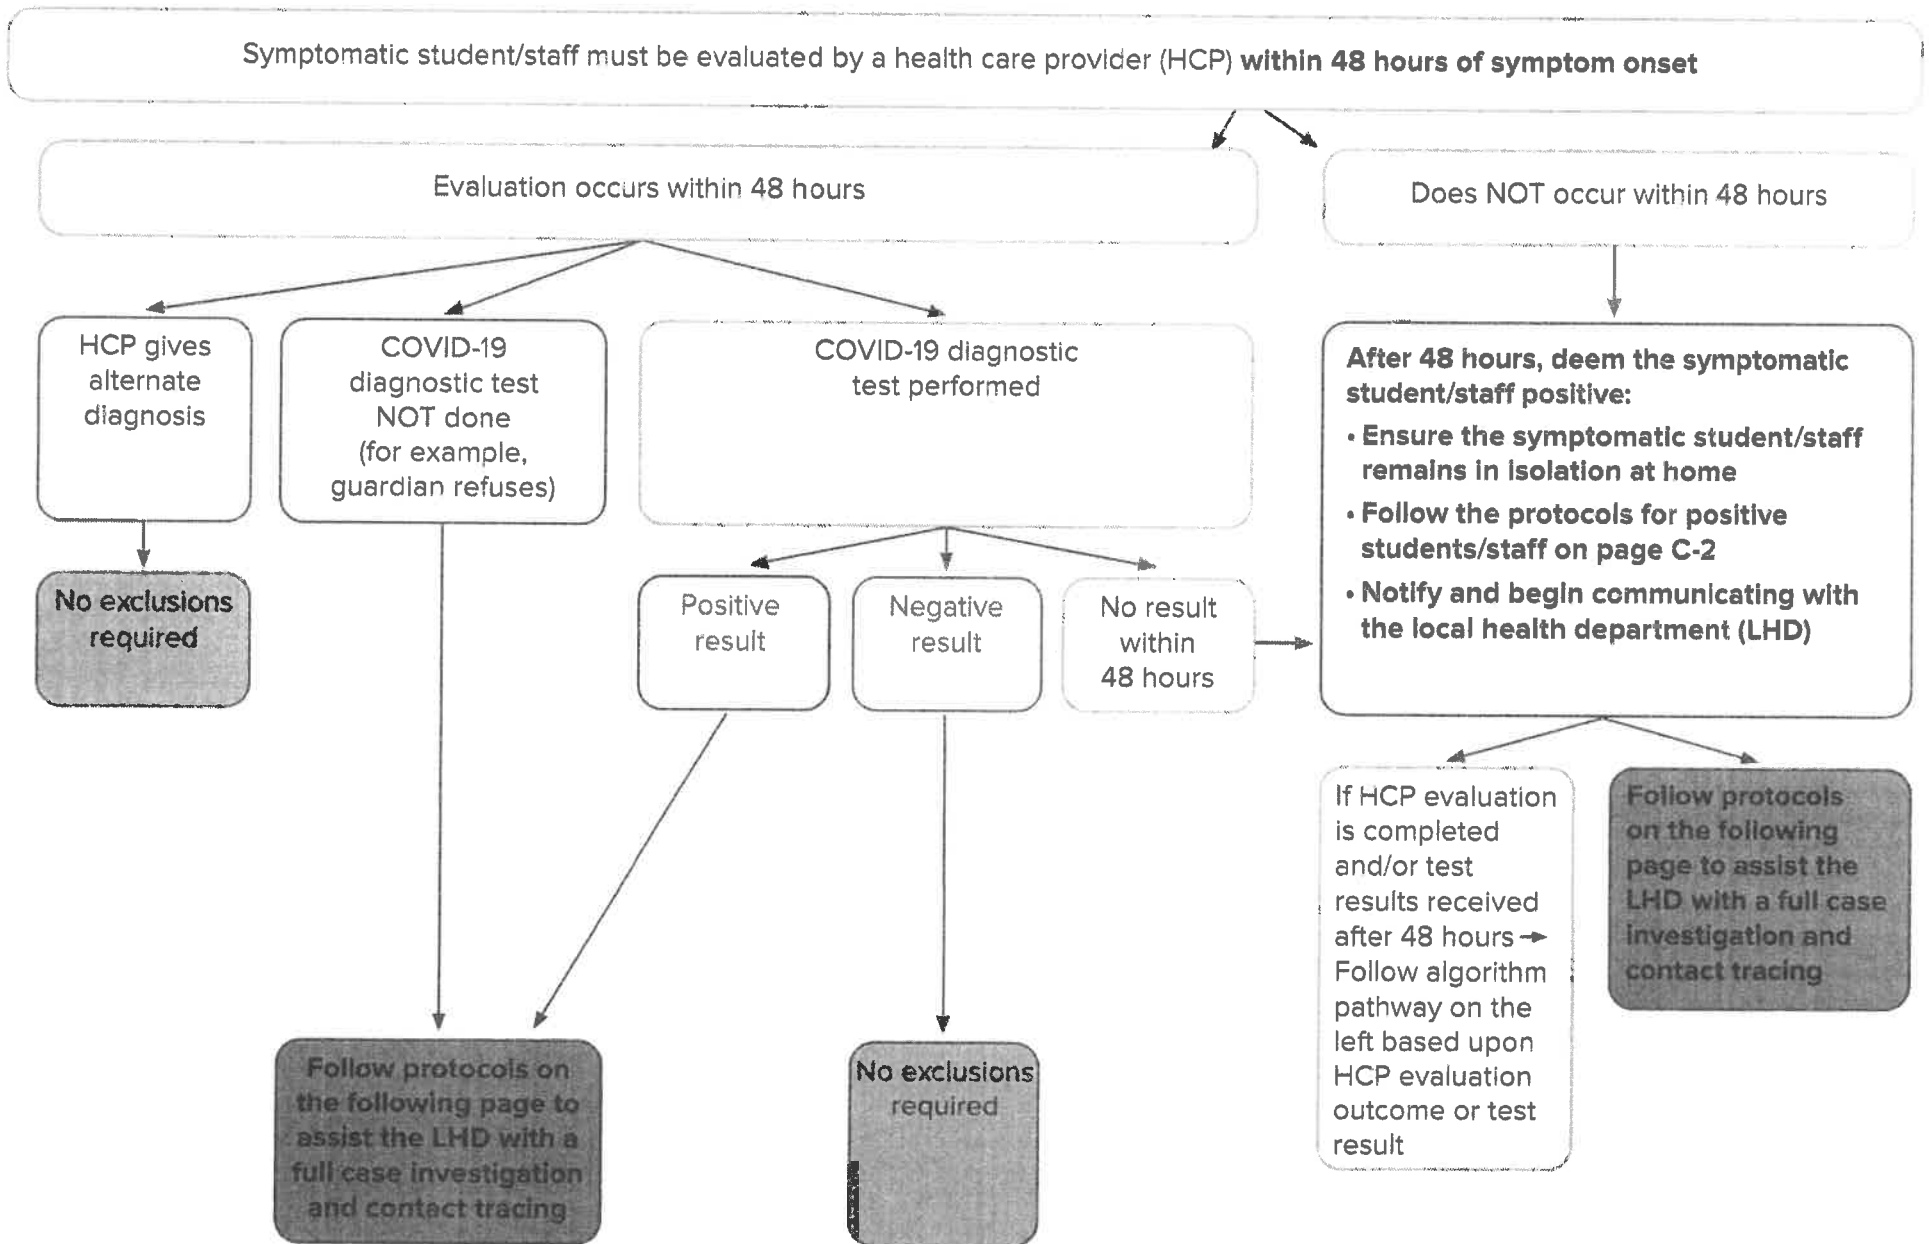 Symptomatic student/staff must be evaluated by a health care provider (HCP) within 48 hours of symptom onset
Evaluation occurs within 48 hours
Does NOT occur within 48 hours
HCP gives
alternate
diagnosis
COVID-19
diagnostic test
NOT done
(for example,
guardian refuses)
COVID-19 diagnostic
test performed
After 48 hours, deem the symptomatic
student/staff positive:
• Ensure the symptomatic student/staff
remains in isolation at home
• Follow the protocols for positive
students/staff on page C-2
• Notify and begin communicating with
the local health department (LHD)
No exclusions
required
Positive
result
Negative
result
No result
within
48 hours
If HCP evaluation
is completed
and/or test
results received
after 48 hours →
Follow algorithm
pathway on the
left based upon
HCP evaluation
outcome or test
result
Follow protocols
on the following
page to assist the
LHD with a full case
investigation and
contact tracing
Follow protocols on
the following page to
assist the LHD with a
full case investigation
and contact tracing
No exclusions
required